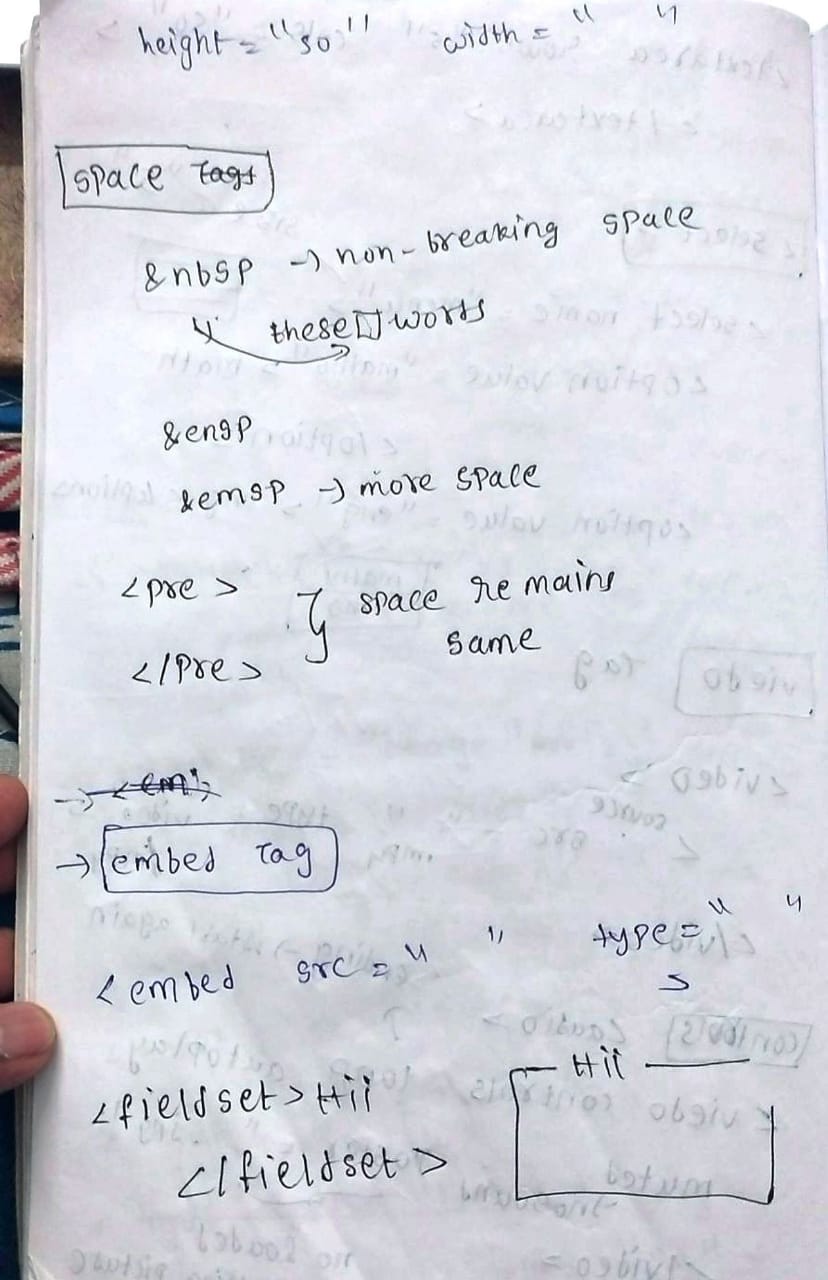 height = "50" width = " "
space Tags
&nbsp → non-breaking space
these[]words
&ensp
&emsp → more space
<pre> } space remains
</pre> same
→ <em>
→ embed Tag
<embed src = " " type = " "
>
<fieldset> Hii Hii
</fieldset>